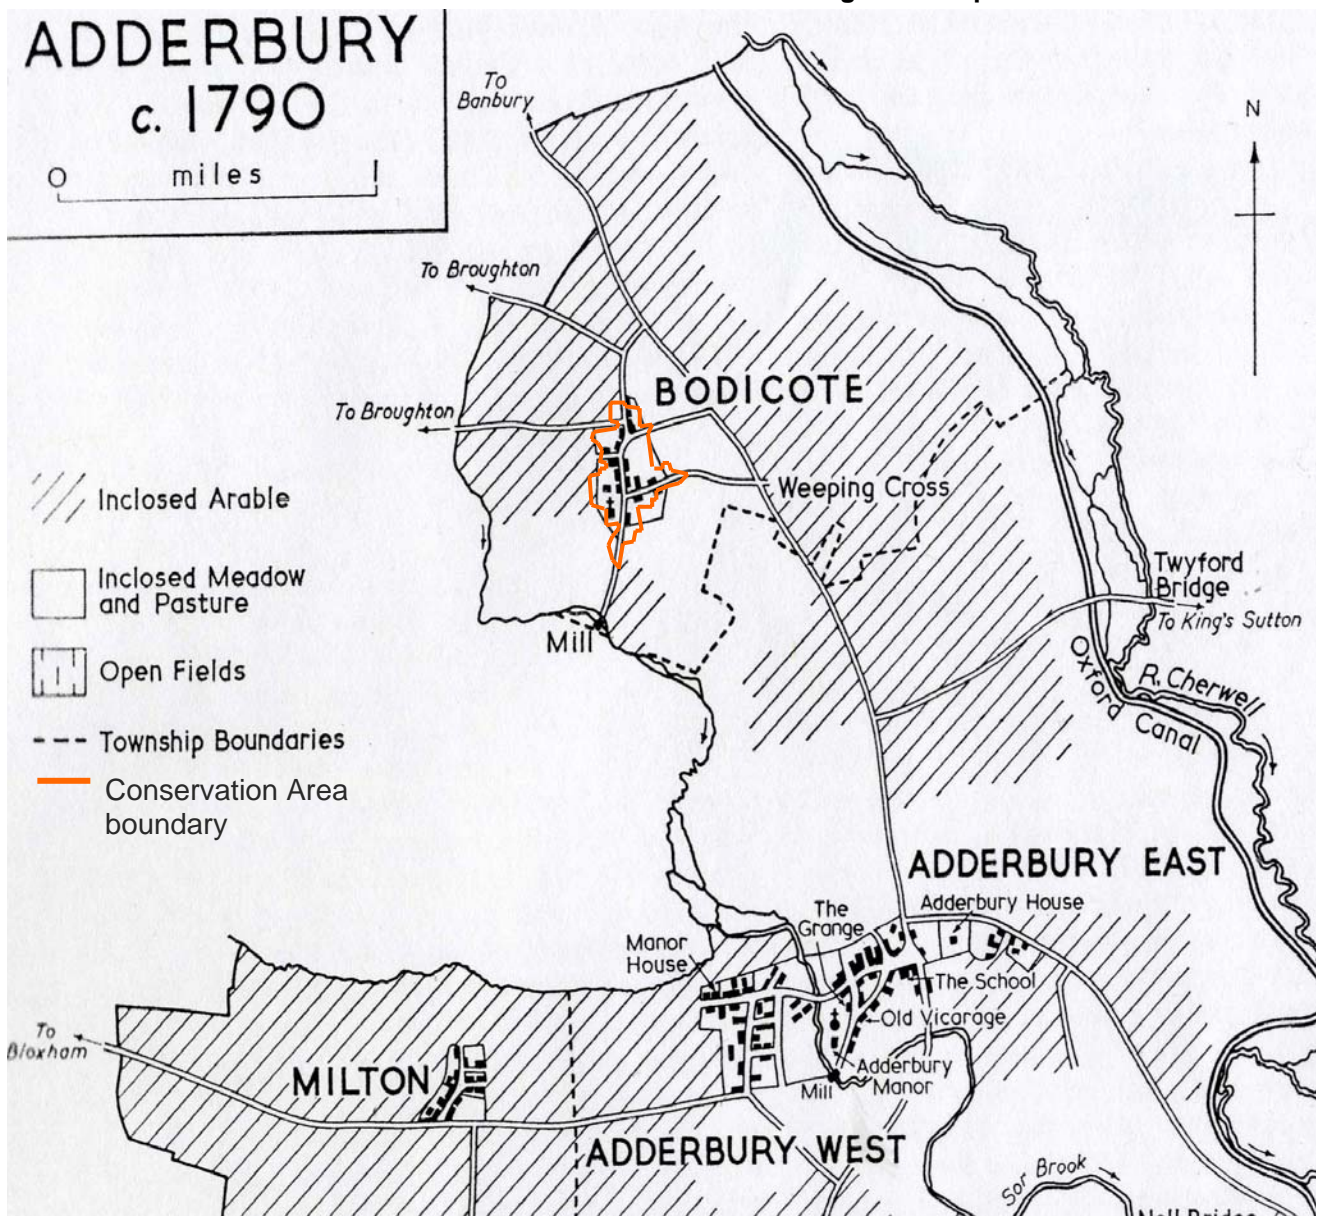 ADDERBURY
c. 1790
0 miles 1
N
To
Banbury
To Broughton
BODICOTE
To Broughton
Weeping Cross
Inclosed Arable
Inclosed Meadow
and Pasture
Open Fields
Township Boundaries
Conservation Area
boundary
Mill
Twyford
Bridge
To King's Sutton
R. Cherwell
Oxford
Canal
ADDERBURY EAST
Adderbury House
The
Grange
Manor
House
The School
Old Vicarage
Adderbury
Manor
Mill
To
Bloxham
MILTON
ADDERBURY WEST
Sor Brook